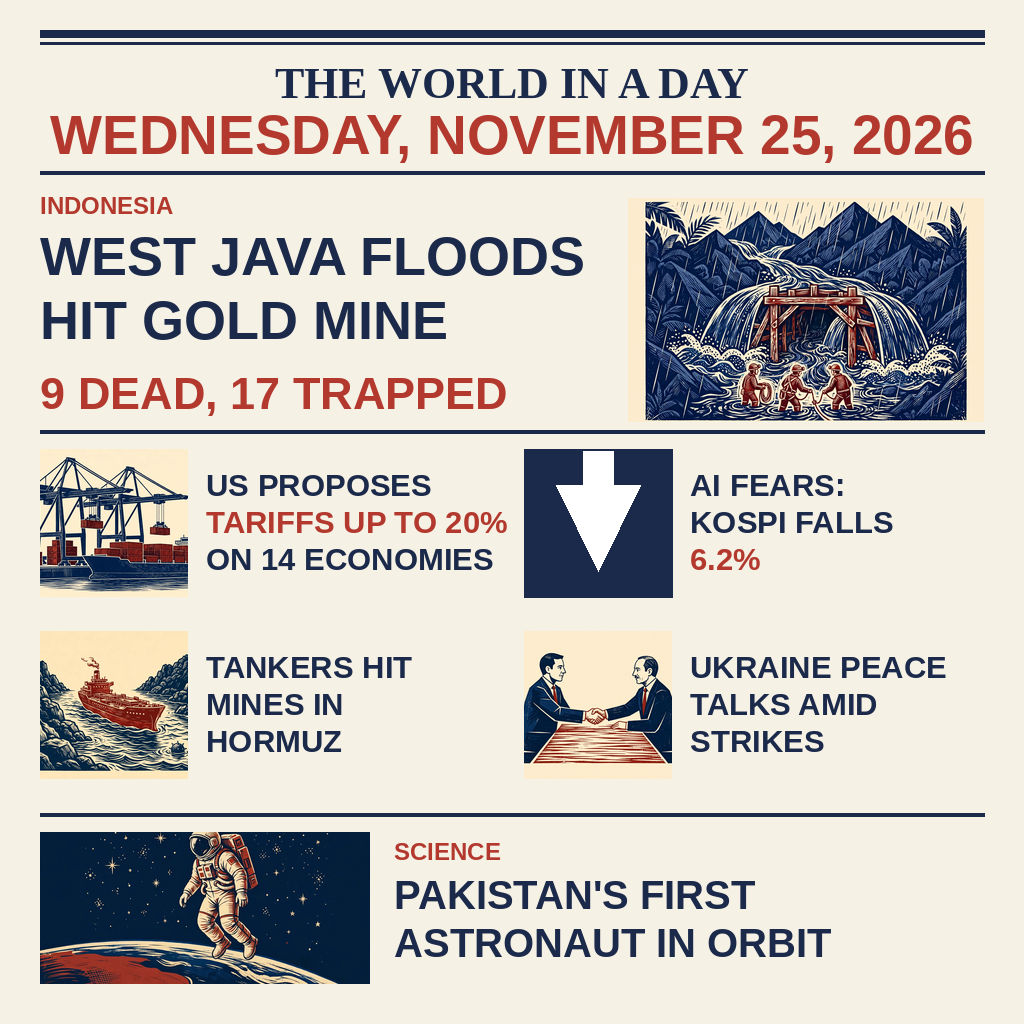 THE WORLD IN A DAY
WEDNESDAY, NOVEMBER 25, 2026
INDONESIA
WEST JAVA FLOODS
HIT GOLD MINE
9 DEAD, 17 TRAPPED
US PROPOSES
TARIFFS UP TO 20%
ON 14 ECONOMIES
AI FEARS:
KOSPI FALLS
6.2%
TANKERS HIT
MINES IN
HORMUZ
UKRAINE PEACE
TALKS AMID
STRIKES
SCIENCE
PAKISTAN'S FIRST
ASTRONAUT IN ORBIT